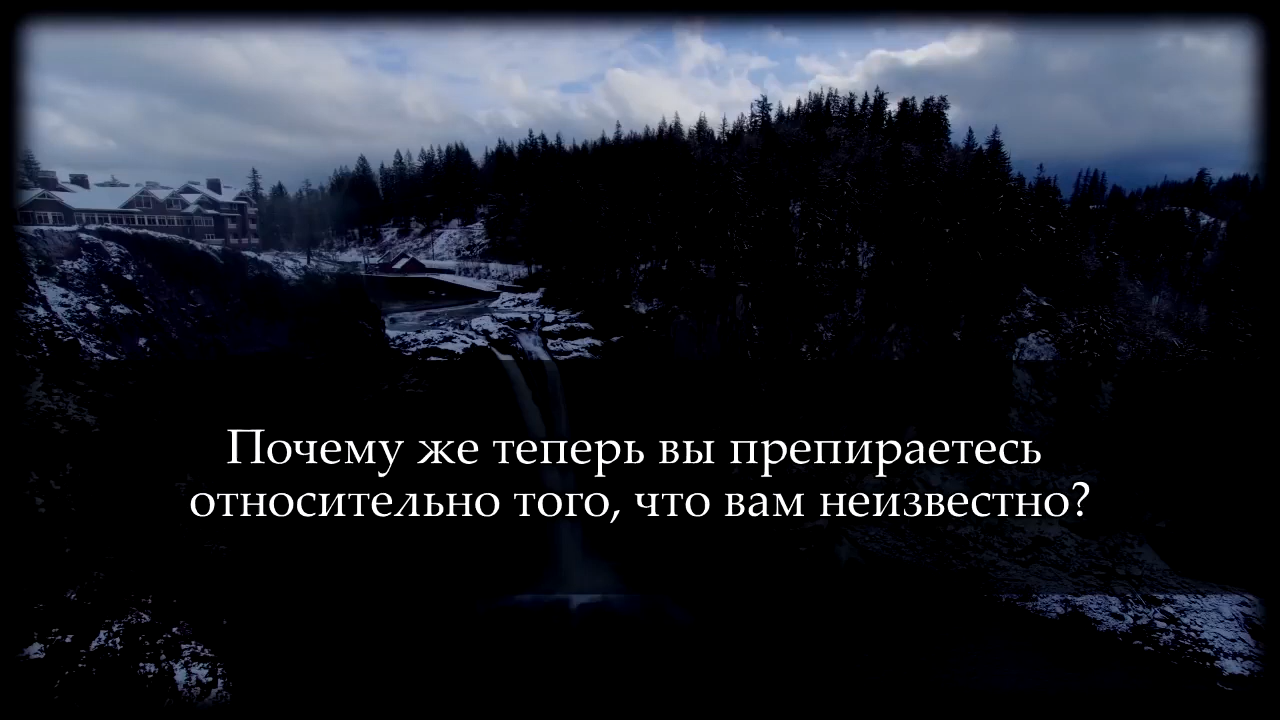 Почему же теперь вы препираетесь
относительно того, что вам неизвестно?